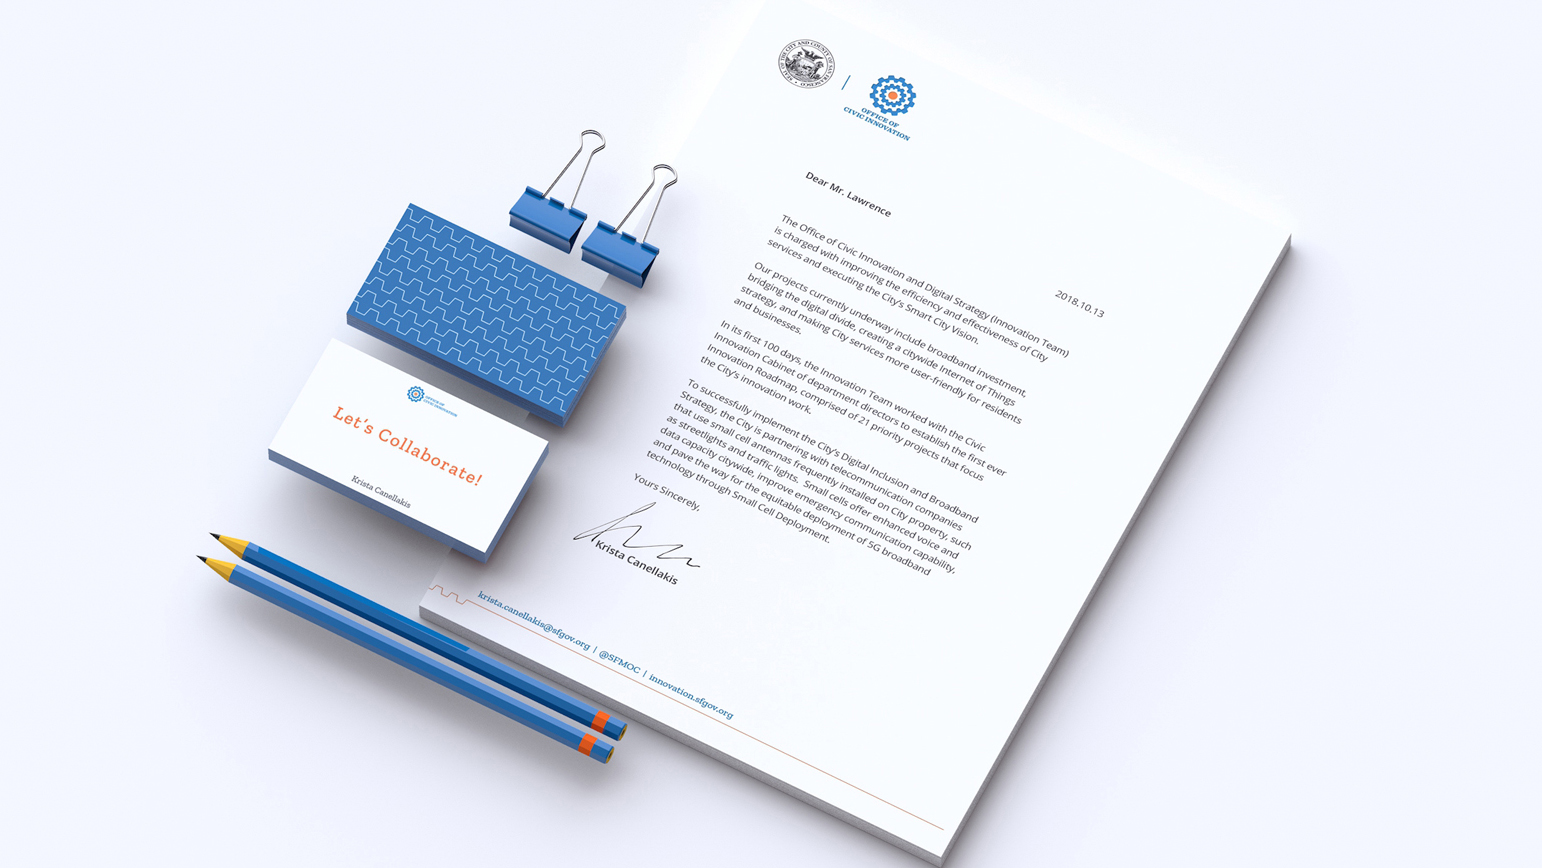 SEAL OF THE CITY AND COUNTY OF SAN FRANCISCO
OFFICE OF
CIVIC INNOVATION
Dear Mr. Lawrence
2018.10.13
The Office of Civic Innovation and Digital Strategy (Innovation Team)
is charged with improving the efficiency and effectiveness of City
services and executing the City's Smart City Vision.
Our projects currently underway include broadband investment,
bridging the digital divide, creating a citywide Internet of Things
strategy, and making City services more user-friendly for residents
and businesses.
In its first 100 days, the Innovation Team worked with the Civic
Innovation Cabinet of department directors to establish the first ever
Innovation Roadmap, comprised of 21 priority projects that focus
the City's innovation work.
To successfully implement the City's Digital Inclusion and Broadband
Strategy, the City is partnering with telecommunication companies
that use small cell antennas frequently installed on City property, such
as streetlights and traffic lights. Small cells offer enhanced voice and
data capacity citywide, improve emergency communication capability,
and pave the way for the equitable deployment of 5G broadband
technology through Small Cell Deployment.
Yours Sincerely,
Krista Canellakis
krista.canellakis@sfgov.org | @SFMOC | innovation.sfgov.org
OFFICE OF
CIVIC INNOVATION
Let's Collaborate!
Krista Canellakis